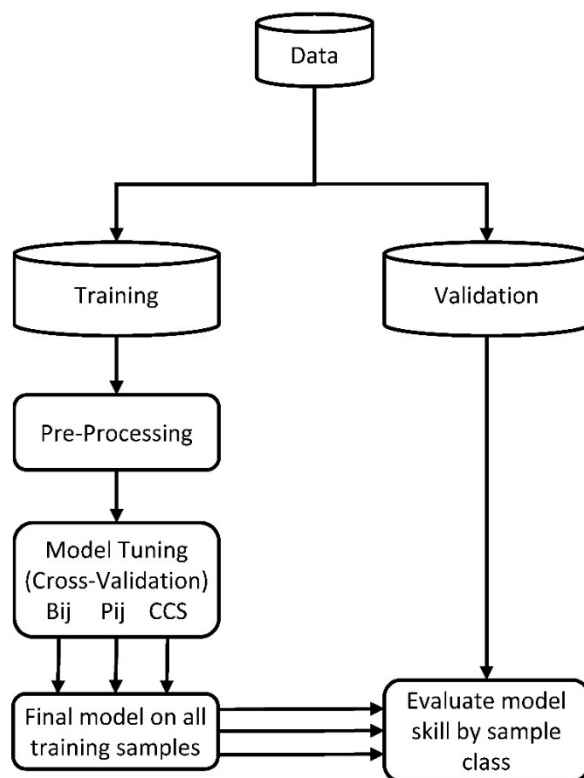 Data
Training
Validation
Pre-Processing
Model Tuning
(Cross-Validation)
Bij Pij CCS
Final model on all
training samples
Evaluate model
skill by sample
class